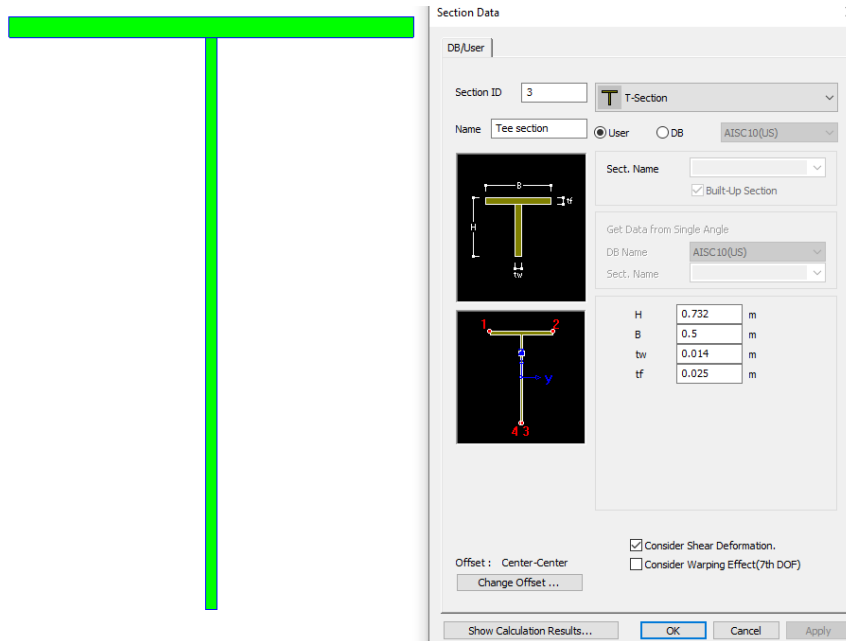 Section Data
DB/User
Section ID 3 T-Section
Name Tee section User DB AISC10(US)
B
tf
H
tw
Sect. Name
Built-Up Section
Get Data from Single Angle
DB Name AISC10(US)
Sect. Name
1 2
y
4 3
H 0.732 m
B 0.5 m
tw 0.014 m
tf 0.025 m
Consider Shear Deformation.
Offset : Center-Center Consider Warping Effect(7th DOF)
Change Offset ...
Show Calculation Results... OK Cancel Apply